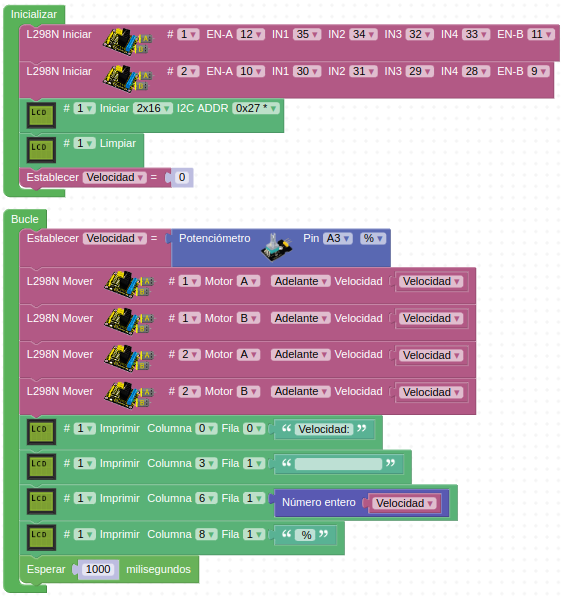 Inicializar
L298N Iniciar # 1 EN-A 12 IN1 35 IN2 34 IN3 32 IN4 33 EN-B 11
L298N Iniciar # 2 EN-A 10 IN1 30 IN2 31 IN3 29 IN4 28 EN-B 9
LCD # 1 Iniciar 2x16 I2C ADDR 0x27 *
LCD # 1 Limpiar
Establecer Velocidad = 0
Bucle
Establecer Velocidad = Potenciómetro Pin A3 %
L298N Mover # 1 Motor A Adelante Velocidad Velocidad
L298N Mover # 1 Motor B Adelante Velocidad Velocidad
L298N Mover # 2 Motor A Adelante Velocidad Velocidad
L298N Mover # 2 Motor B Adelante Velocidad Velocidad
LCD # 1 Imprimir Columna 0 Fila 0 “ Velocidad: ”
LCD # 1 Imprimir Columna 3 Fila 1 “ ”
LCD # 1 Imprimir Columna 6 Fila 1 Número entero Velocidad
LCD # 1 Imprimir Columna 8 Fila 1 “ % ”
Esperar 1000 milisegundos